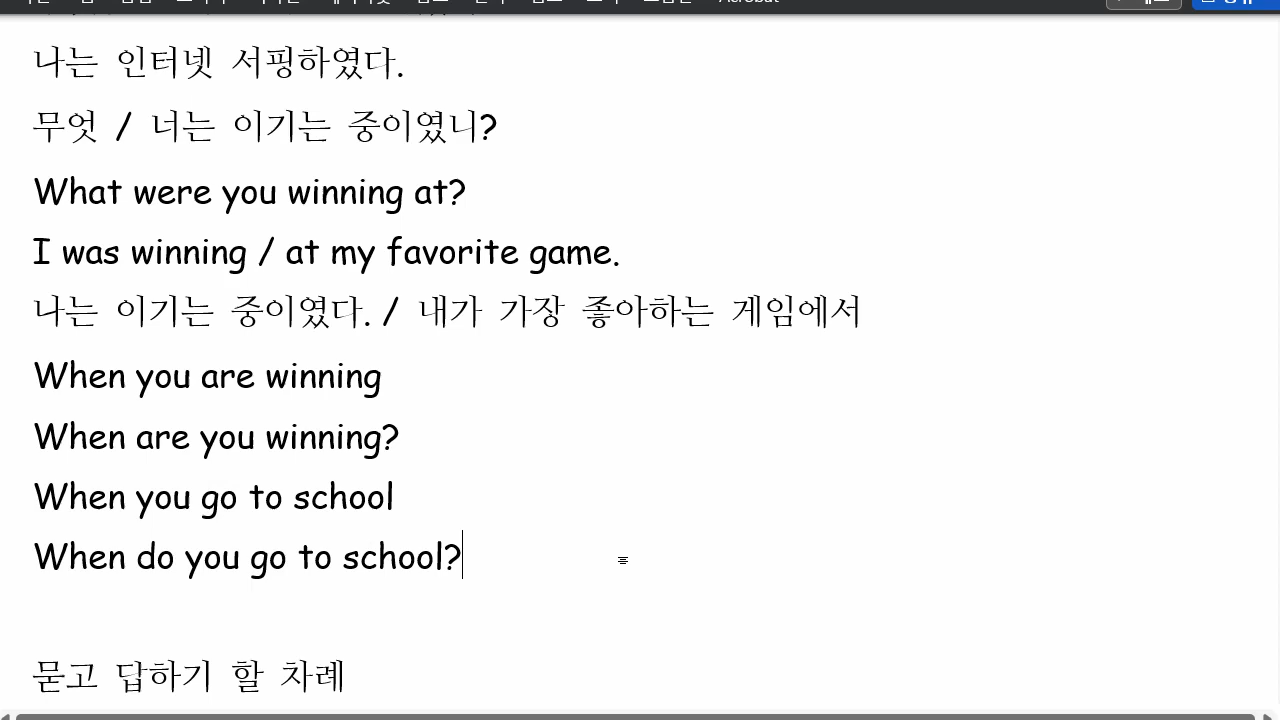 Acrobat
나는 인터넷 서핑하였다.
무엇 / 너는 이기는 중이였니?
What were you winning at?
I was winning / at my favorite game.
나는 이기는 중이였다. / 내가 가장 좋아하는 게임에서
When you are winning
When are you winning?
When you go to school
When do you go to school?
묻고 답하기 할 차례